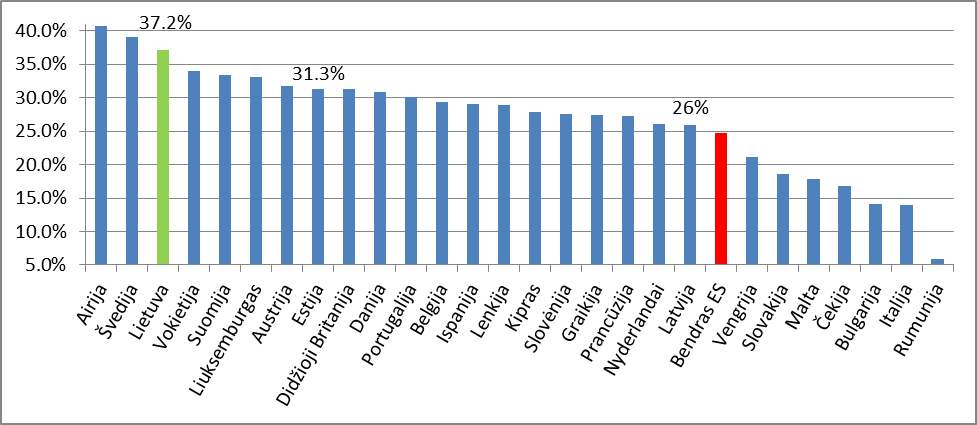 40.0%
35.0%
30.0%
25.0%
20.0%
15.0%
10.0%
5.0%
37.2%
31.3%
26%
Airija
Švedija
Lietuva
Vokietija
Suomija
Liuksemburgas
Austrija
Estija
Didžioji Britanija
Danija
Portugalija
Belgija
Ispanija
Lenkija
Kipras
Slovėnija
Graikija
Prancūzija
Nyderlandai
Latvija
Bendras ES
Vengrija
Slovakija
Malta
Čekija
Bulgarija
Italija
Rumunija